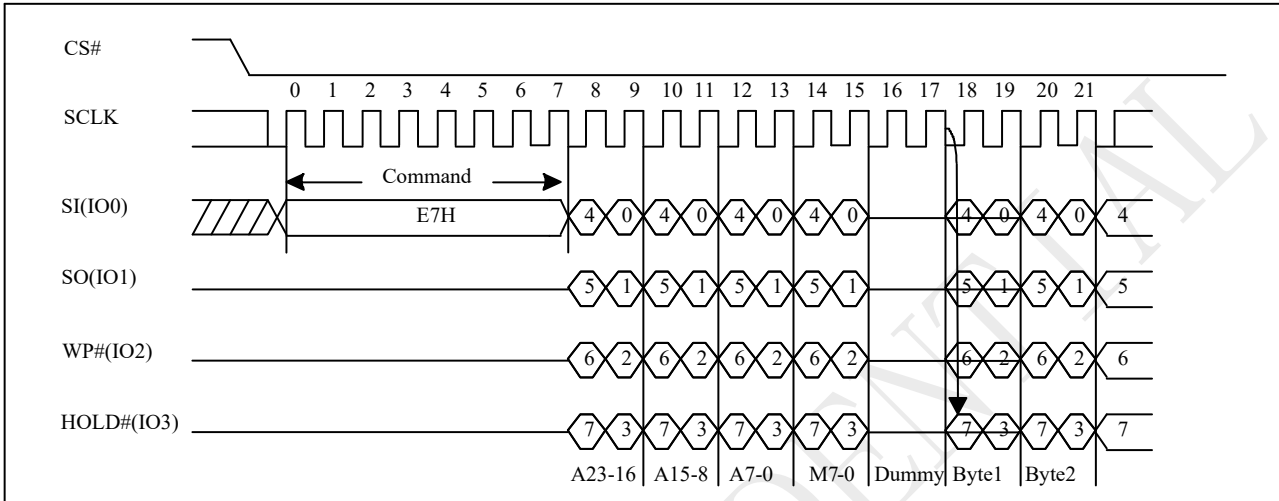 CS#
0 1 2 3 4 5 6 7 8 9 10 11 12 13 14 15 16 17 18 19 20 21
SCLK
Command
SI(IO0) E7H 4 0 4 0 4 0 4 0 4 0 4 0 4
SO(IO1) 5 1 5 1 5 1 5 1 5 1 5 1 5
WP#(IO2) 6 2 6 2 6 2 6 2 6 2 6 2 6
HOLD#(IO3) 7 3 7 3 7 3 7 3 7 3 7 3 7
A23-16 A15-8 A7-0 M7-0 Dummy Byte1 Byte2
DENTIAL